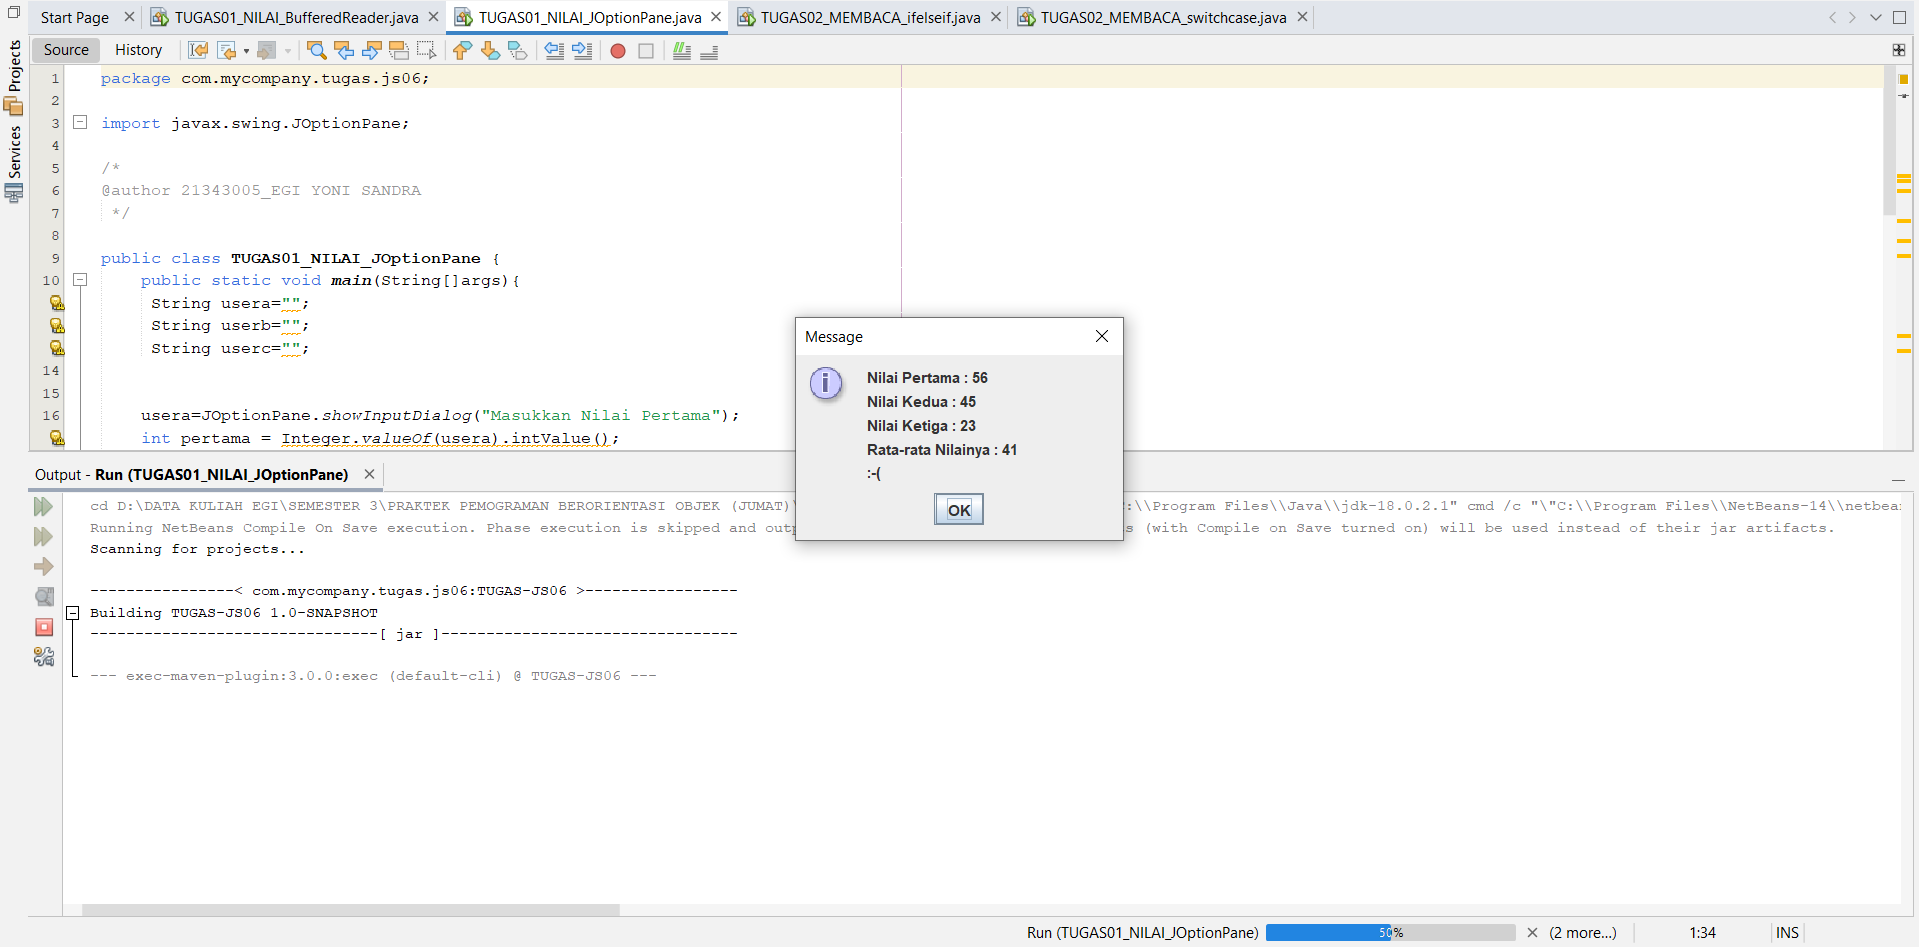 Start Page
TUGAS01_NILAI_BufferedReader.java
TUGAS01_NILAI_JOptionPane.java
TUGAS02_MEMBACA_ifelseif.java
TUGAS02_MEMBACA_switchcase.java
Projects
Services
Source
History
1 package com.mycompany.tugas.js06;
2
3 import javax.swing.JOptionPane;
4
5 /*
6 @author 21343005_EGI YONI SANDRA
7 */
8
9 public class TUGAS01_NILAI_JOptionPane {
10 public static void main(String[]args){
String usera="";
String userb="";
String userc="";
14
15
16 usera=JOptionPane.showInputDialog("Masukkan Nilai Pertama");
int pertama = Integer.valueOf(usera).intValue();
Message
i
Nilai Pertama : 56
Nilai Kedua : 45
Nilai Ketiga : 23
Rata-rata Nilainya : 41
:-(
OK
Output - Run (TUGAS01_NILAI_JOptionPane)
cd D:\DATA KULIAH EGI\SEMESTER 3\PRAKTEK PEMOGRAMAN BERORIENTASI OBJEK (JUMAT)\ :\\Program Files\\Java\\jdk-18.0.2.1" cmd /c "\"C:\\Program Files\\NetBeans-14\\netbean
Running NetBeans Compile On Save execution. Phase execution is skipped and outp s (with Compile on Save turned on) will be used instead of their jar artifacts.
Scanning for projects...
----------------< com.mycompany.tugas.js06:TUGAS-JS06 >-----------------
Building TUGAS-JS06 1.0-SNAPSHOT
--------------------------------[ jar ]---------------------------------
--- exec-maven-plugin:3.0.0:exec (default-cli) @ TUGAS-JS06 ---
Run (TUGAS01_NILAI_JOptionPane)
50%
(2 more...)
1:34
INS